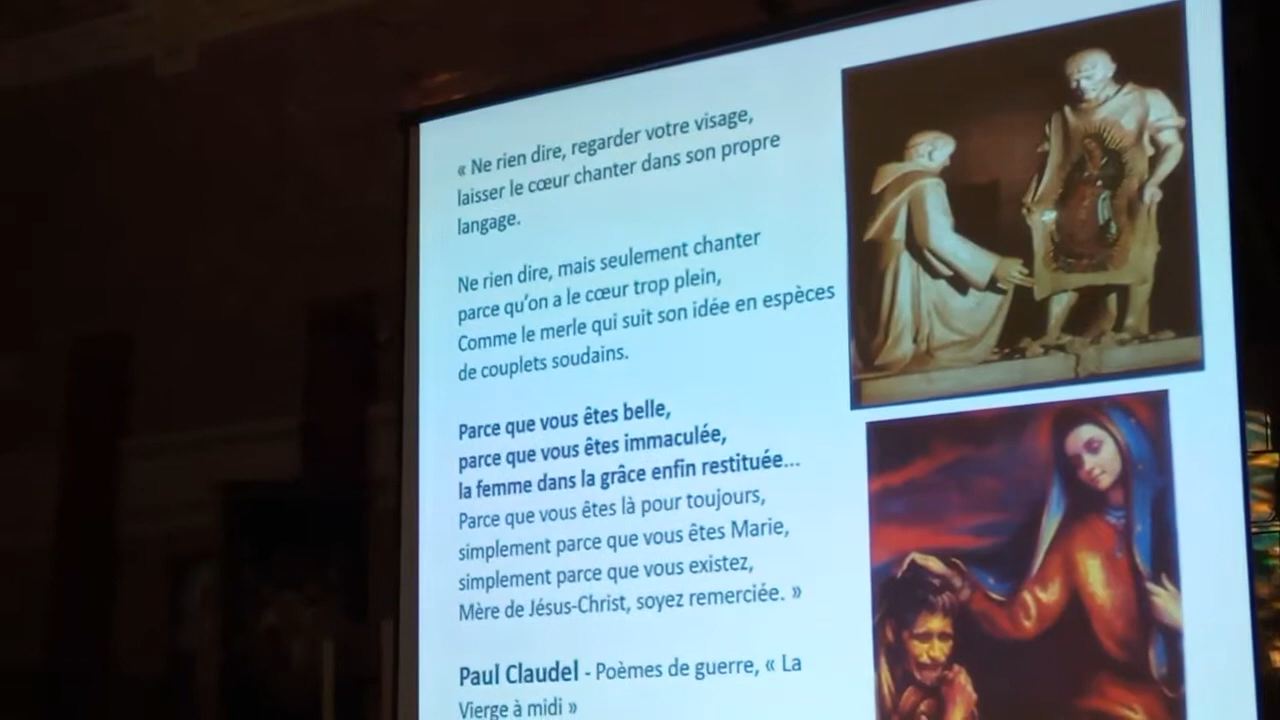 « Ne rien dire, regarder votre visage,
laisser le cœur chanter dans son propre
langage.
Ne rien dire, mais seulement chanter
parce qu'on a le cœur trop plein,
Comme le merle qui suit son idée en espèces
de couplets soudains.
Parce que vous êtes belle,
parce que vous êtes immaculée,
la femme dans la grâce enfin restituée...
Parce que vous êtes là pour toujours,
simplement parce que vous êtes Marie,
simplement parce que vous existez,
Mère de Jésus-Christ, soyez remerciée. »
Paul Claudel - Poèmes de guerre, « La
Vierge à midi »